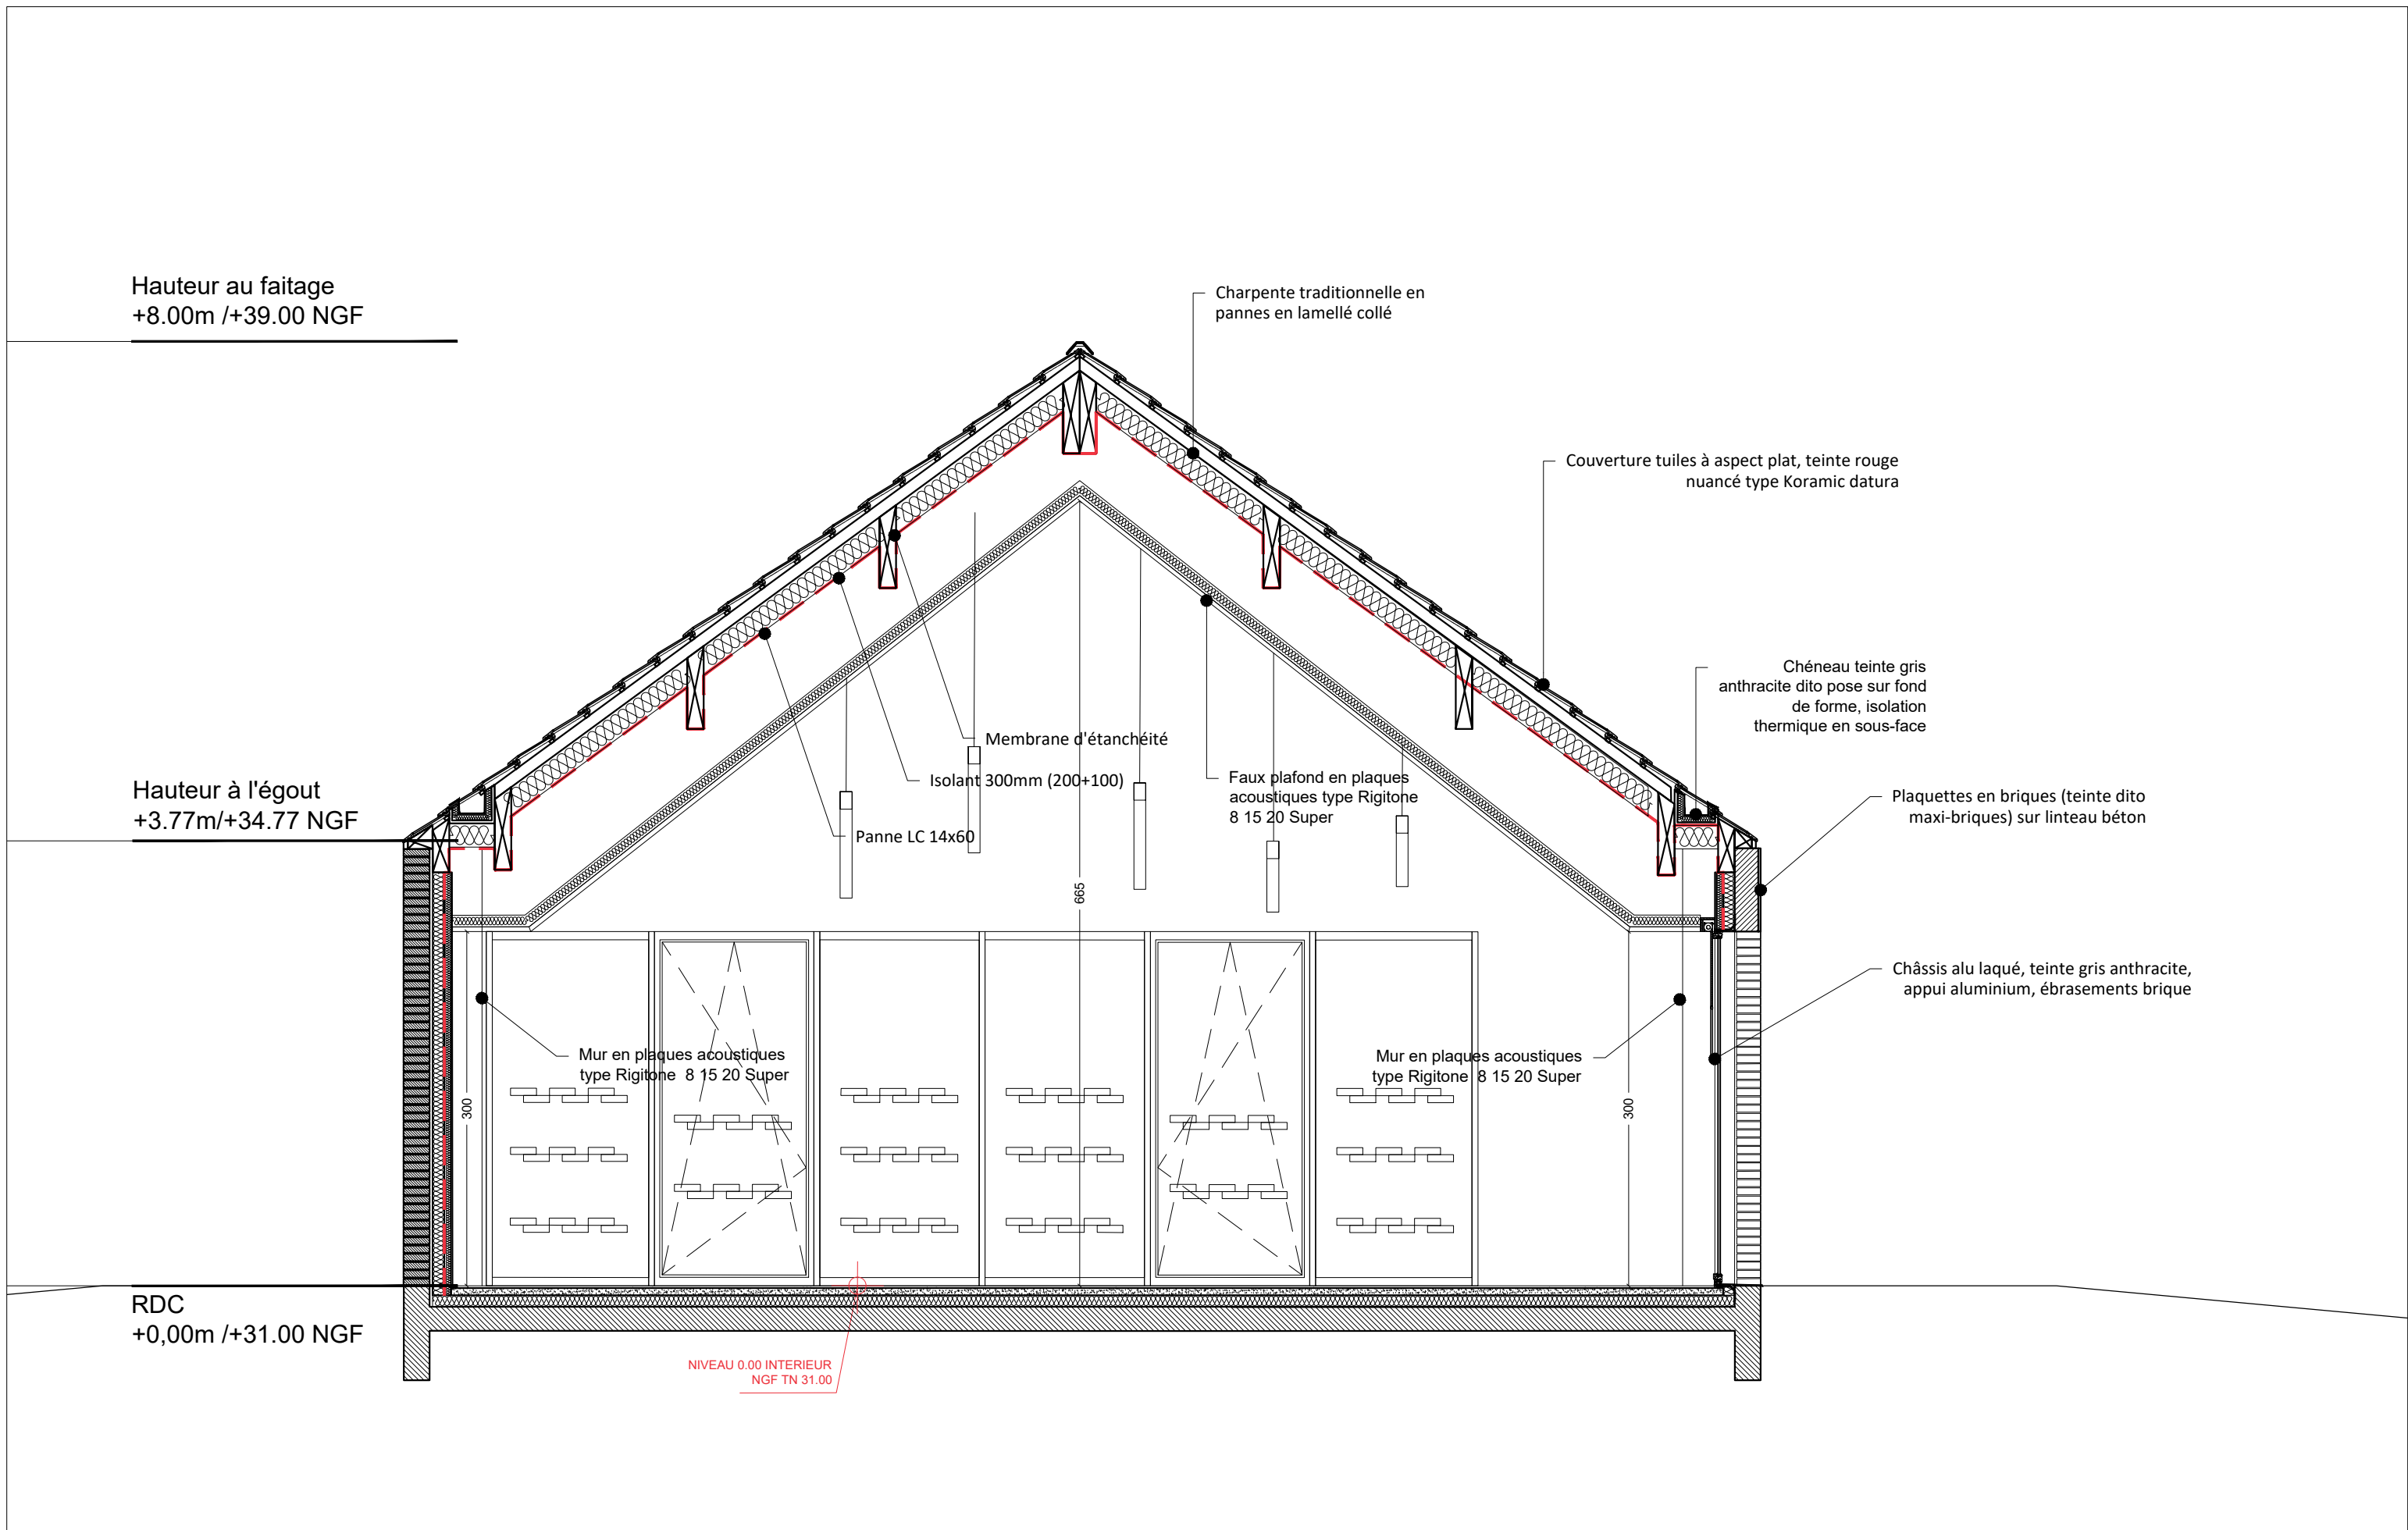 Hauteur au faitage
+8.00m /+39.00 NGF
Charpente traditionnelle en
pannes en lamellé collé
Couverture tuiles à aspect plat, teinte rouge
nuancé type Koramic datura
Chéneau teinte gris
anthracite dito pose sur fond
de forme, isolation
thermique en sous-face
Membrane d'étanchéité
Isolant 300mm (200+100)
Panne LC 14x60
Faux plafond en plaques
acoustiques type Rigitone
8 15 20 Super
Hauteur à l'égout
+3.77m/+34.77 NGF
Plaquettes en briques (teinte dito
maxi-briques) sur linteau béton
665
Châssis alu laqué, teinte gris anthracite,
appui aluminium, ébrasements brique
Mur en plaques acoustiques
type Rigitone 8 15 20 Super
Mur en plaques acoustiques
type Rigitone 8 15 20 Super
300
300
RDC
+0,00m /+31.00 NGF
NIVEAU 0.00 INTERIEUR
NGF TN 31.00